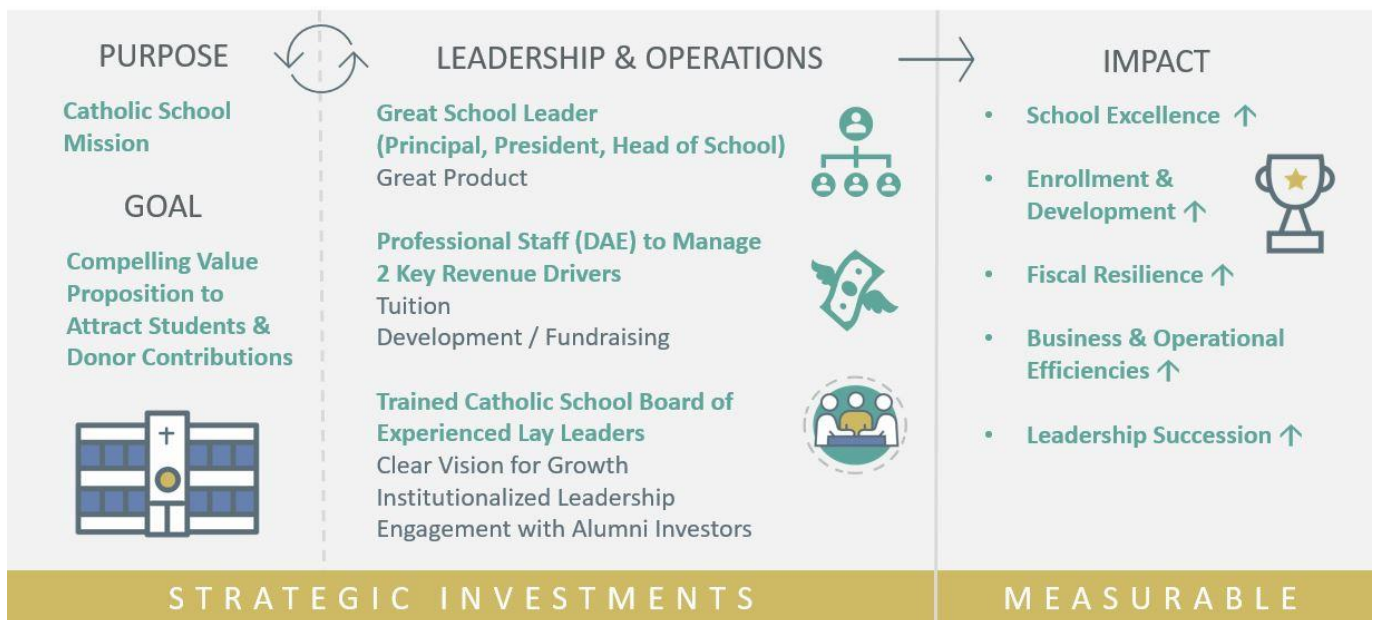 PURPOSE
Catholic School
Mission
GOAL
Compelling Value
Proposition to
Attract Students &
Donor Contributions
LEADERSHIP & OPERATIONS
Great School Leader
(Principal, President, Head of School)
Great Product
Professional Staff (DAE) to Manage
2 Key Revenue Drivers
Tuition
Development / Fundraising
Trained Catholic School Board of
Experienced Lay Leaders
Clear Vision for Growth
Institutionalized Leadership
Engagement with Alumni Investors
IMPACT
• School Excellence ↑
• Enrollment &
Development ↑
• Fiscal Resilience ↑
• Business & Operational
Efficiencies ↑
• Leadership Succession ↑
STRATEGIC INVESTMENTS
MEASURABLE